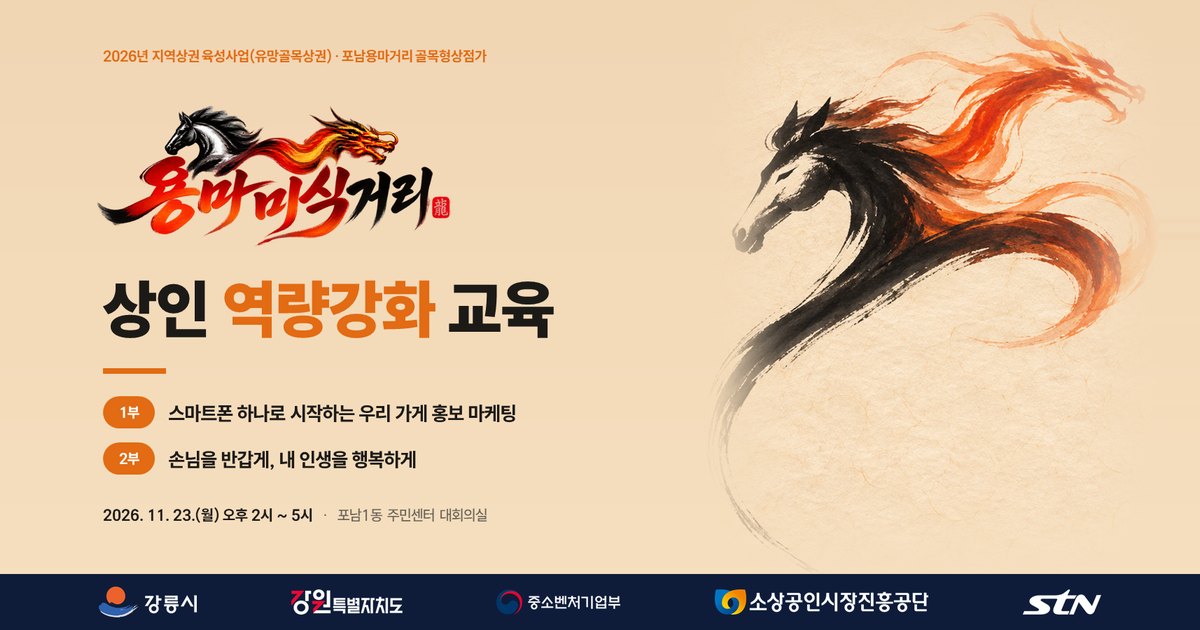 2026년 지역상권 육성사업(유망골목상권) · 포남용마거리 골목형상점가
용마미식거리
龍
상인 역량강화 교육
1부 스마트폰 하나로 시작하는 우리 가게 홍보 마케팅
2부 손님을 반갑게, 내 인생을 행복하게
2026. 11. 23.(월) 오후 2시 ~ 5시 · 포남1동 주민센터 대회의실
강릉시 강원특별자치도 중소벤처기업부 소상공인시장진흥공단 STN